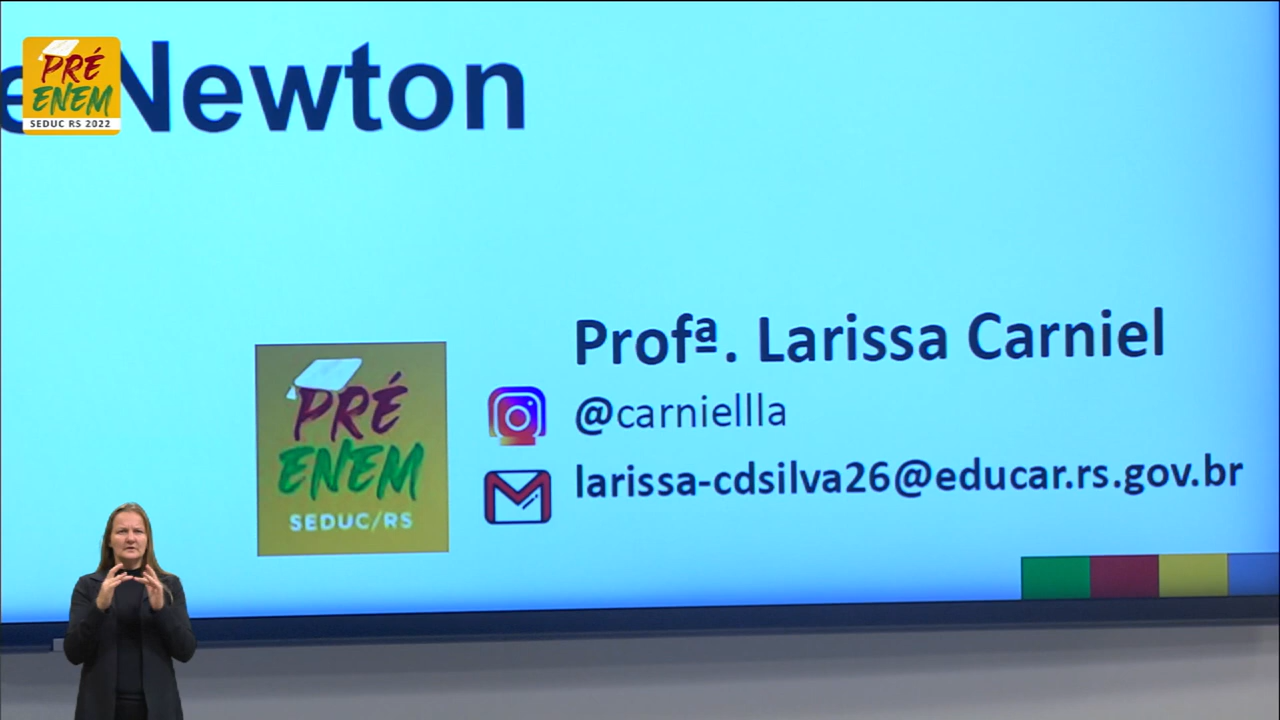 e Newton
PRÉ
ENEM
SEDUC RS 2022
Profª. Larissa Carniel
@carniellla
larissa-cdsilva26@educar.rs.gov.br
PRÉ
ENEM
SEDUC/RS